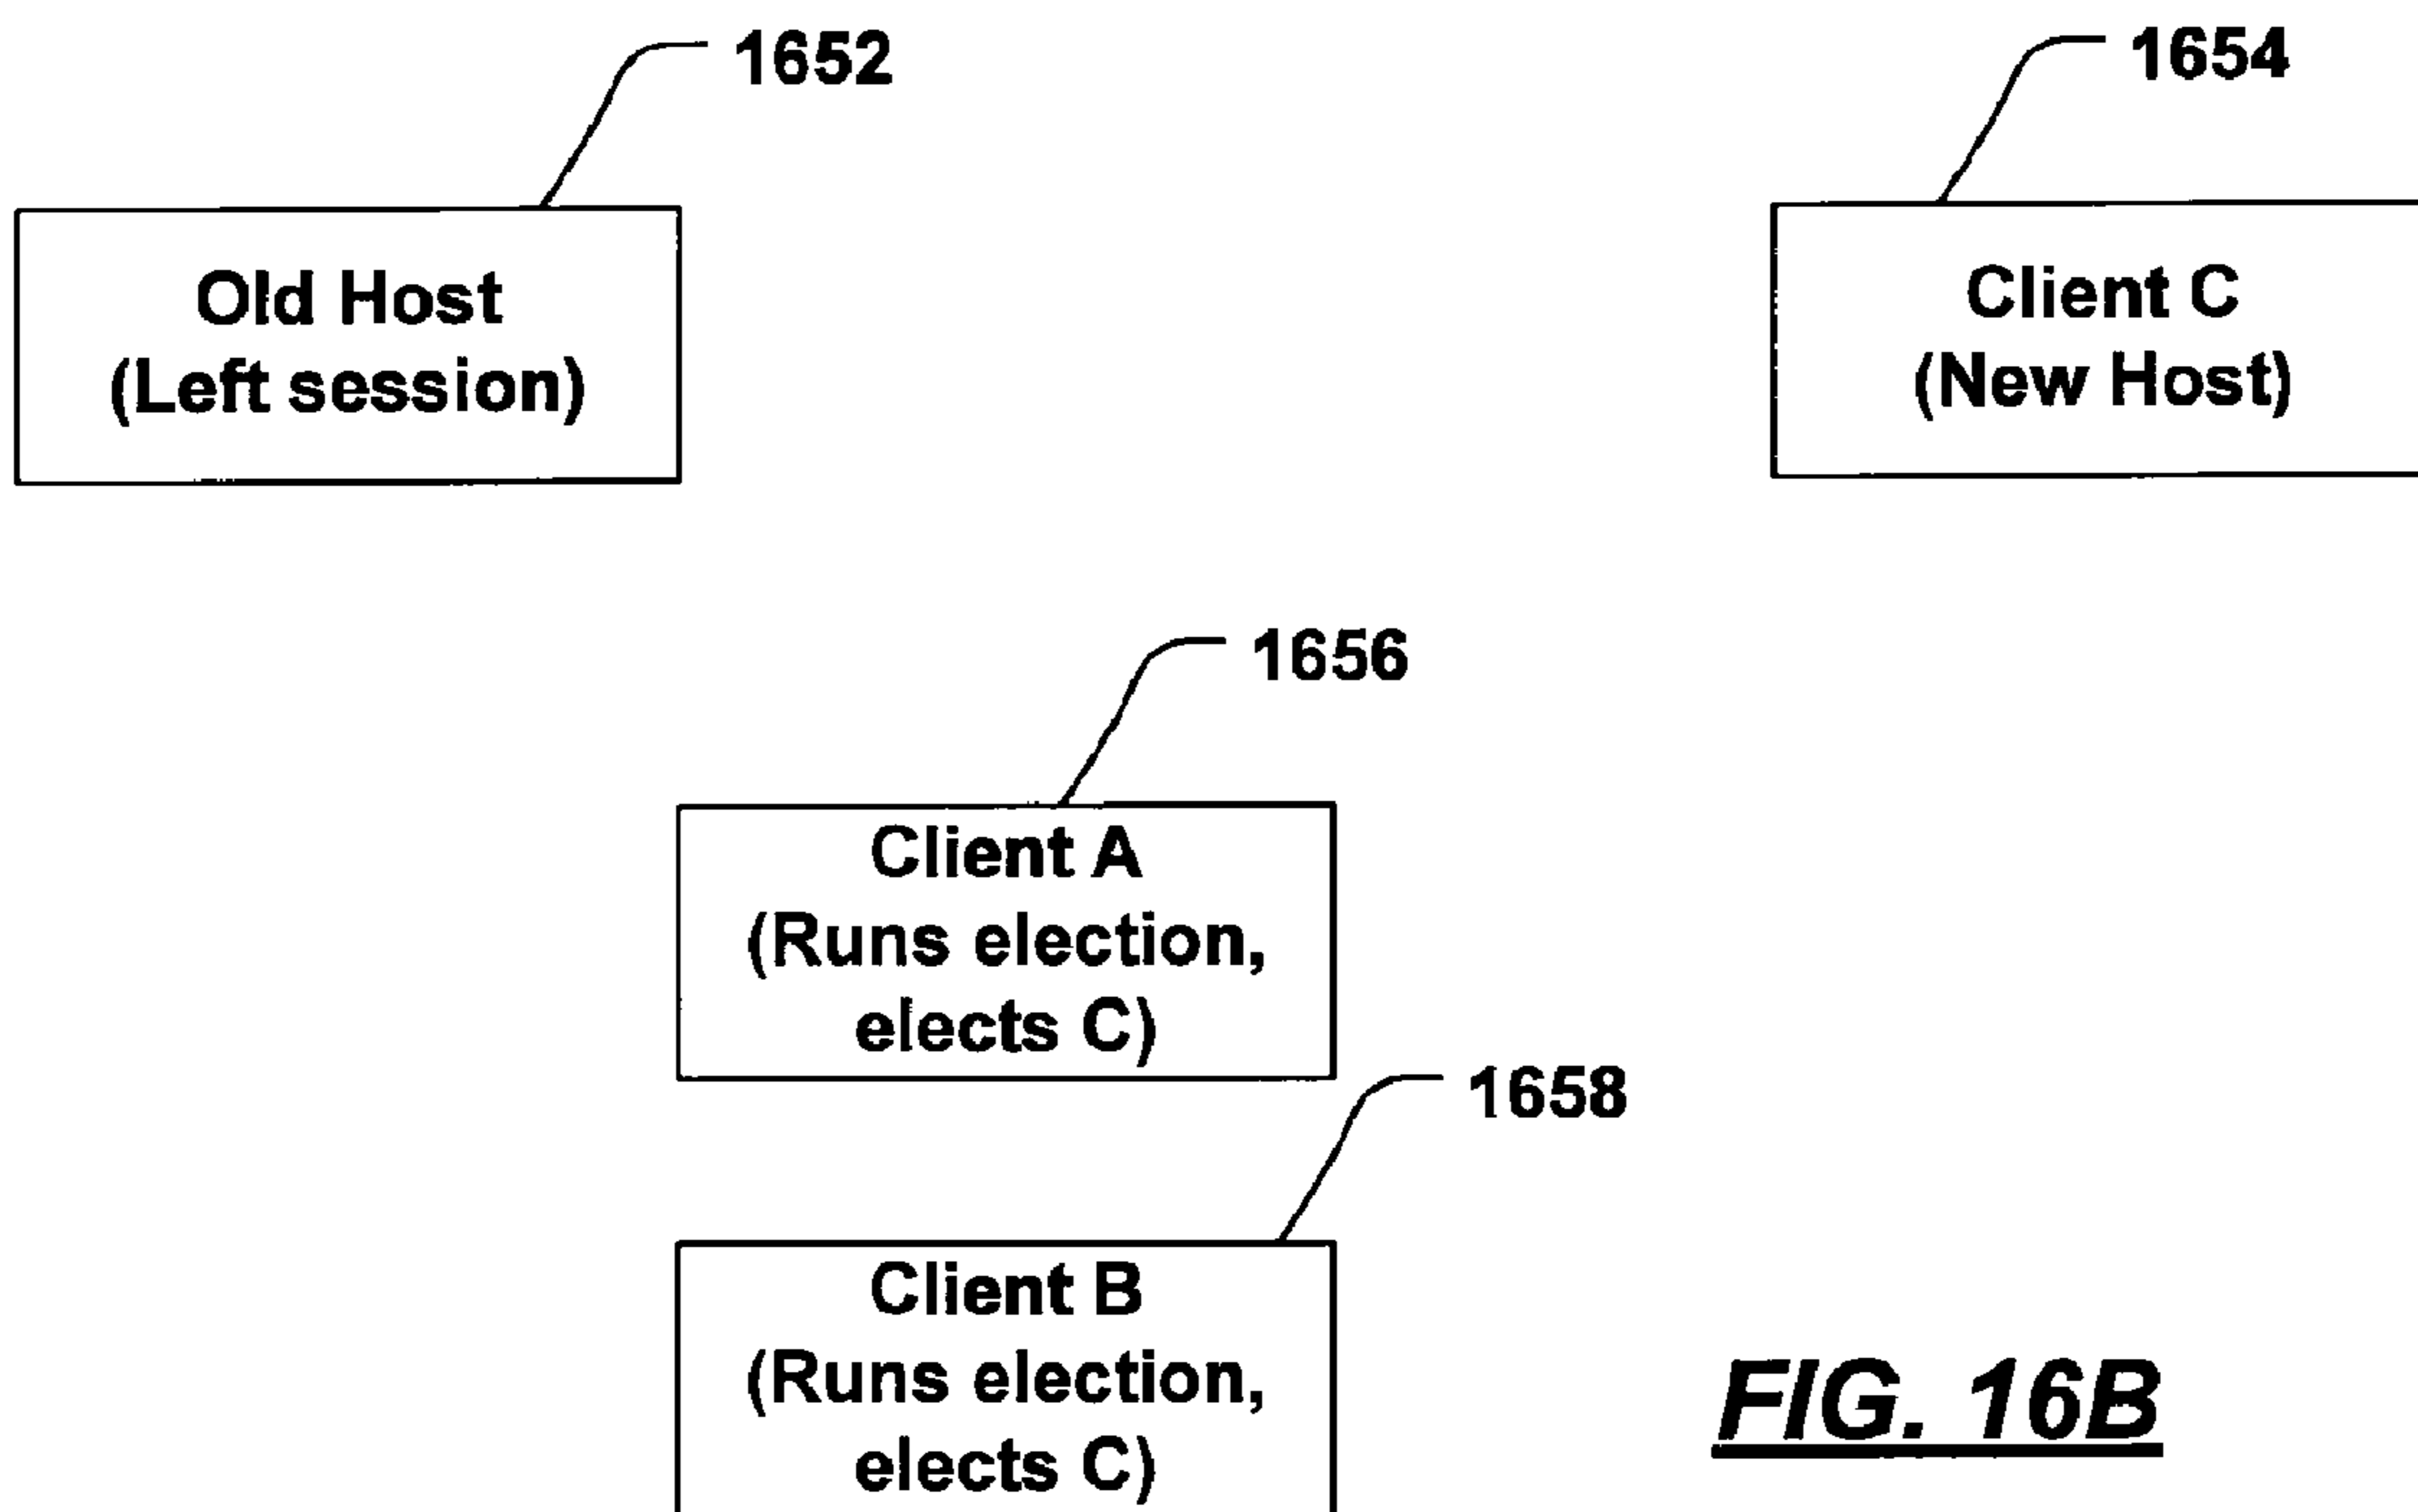 1652
Old Host
(Left session)
1654
Client C
(New Host)
1656
Client A
(Runs election,
elects C)
1658
Client B
(Runs election,
elects C)
FIG. 16B